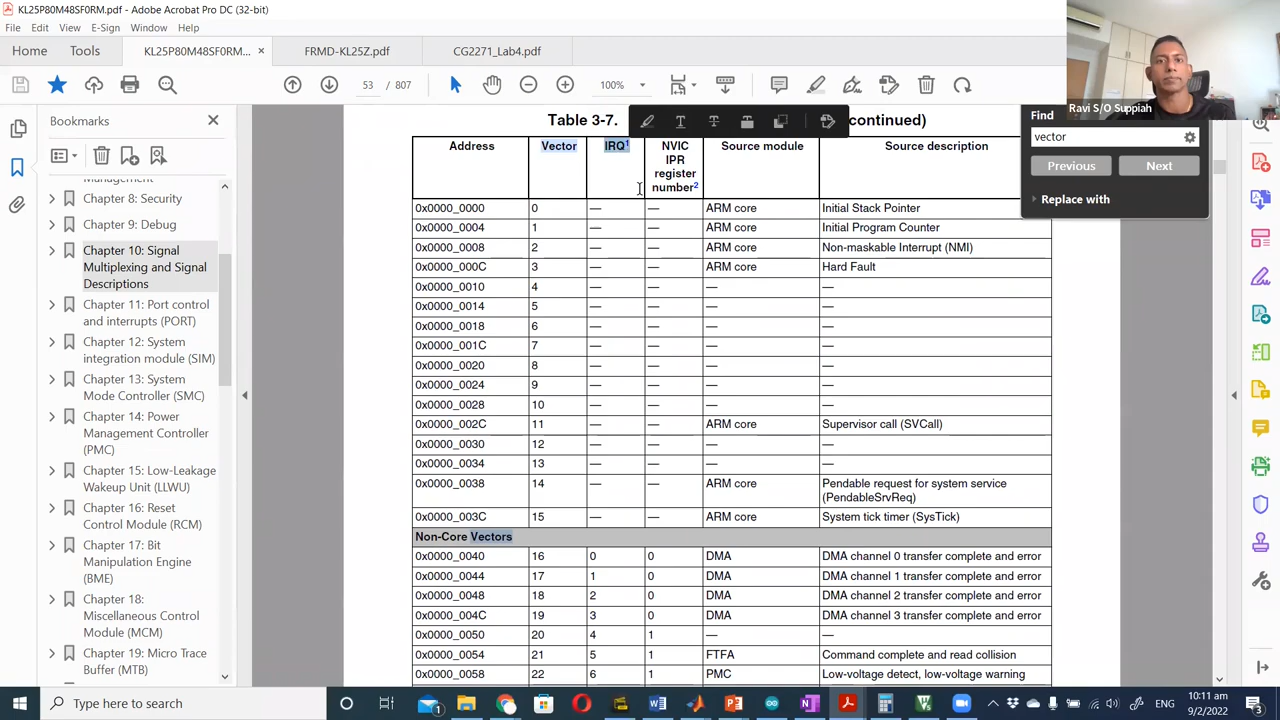 KL25P80M48SF0RM.pdf - Adobe Acrobat Pro DC (32-bit)
File Edit View E-Sign Window Help
Home Tools KL25P80M48SF0RM... × FRMD-KL25Z.pdf CG2271_Lab4.pdf
53 / 807 100%
Ravi S/O Suppiah
Bookmarks
Management
Chapter 8: Security
Chapter 9: Debug
Chapter 10: Signal
Multiplexing and Signal
Descriptions
Chapter 11: Port control
and interrupts (PORT)
Chapter 12: System
integration module (SIM)
Chapter 13: System
Mode Controller (SMC)
Chapter 14: Power
Management Controller
(PMC)
Chapter 15: Low-Leakage
Wakeup Unit (LLWU)
Chapter 16: Reset
Control Module (RCM)
Chapter 17: Bit
Manipulation Engine
(BME)
Chapter 18:
Miscellaneous Control
Module (MCM)
Chapter 19: Micro Trace
Buffer (MTB)
Table 3-7. continued)
Address Vector IRQ1 NVIC IPR register number2 Source module Source description
0x0000_0000 0 — — ARM core Initial Stack Pointer
0x0000_0004 1 — — ARM core Initial Program Counter
0x0000_0008 2 — — ARM core Non-maskable Interrupt (NMI)
0x0000_000C 3 — — ARM core Hard Fault
0x0000_0010 4 — — — —
0x0000_0014 5 — — — —
0x0000_0018 6 — — — —
0x0000_001C 7 — — — —
0x0000_0020 8 — — — —
0x0000_0024 9 — — — —
0x0000_0028 10 — — — —
0x0000_002C 11 — — ARM core Supervisor call (SVCall)
0x0000_0030 12 — — — —
0x0000_0034 13 — — — —
0x0000_0038 14 — — ARM core Pendable request for system service
(PendableSrvReq)
0x0000_003C 15 — — ARM core System tick timer (SysTick)
Non-Core Vectors
0x0000_0040 16 0 0 DMA DMA channel 0 transfer complete and error
0x0000_0044 17 1 0 DMA DMA channel 1 transfer complete and error
0x0000_0048 18 2 0 DMA DMA channel 2 transfer complete and error
0x0000_004C 19 3 0 DMA DMA channel 3 transfer complete and error
0x0000_0050 20 4 1 — —
0x0000_0054 21 5 1 FTFA Command complete and read collision
0x0000_0058 22 6 1 PMC Low-voltage detect, low-voltage warning
Find
vector
Previous Next
Replace with
Type here to search
ENG
10:11 am
9/2/2022